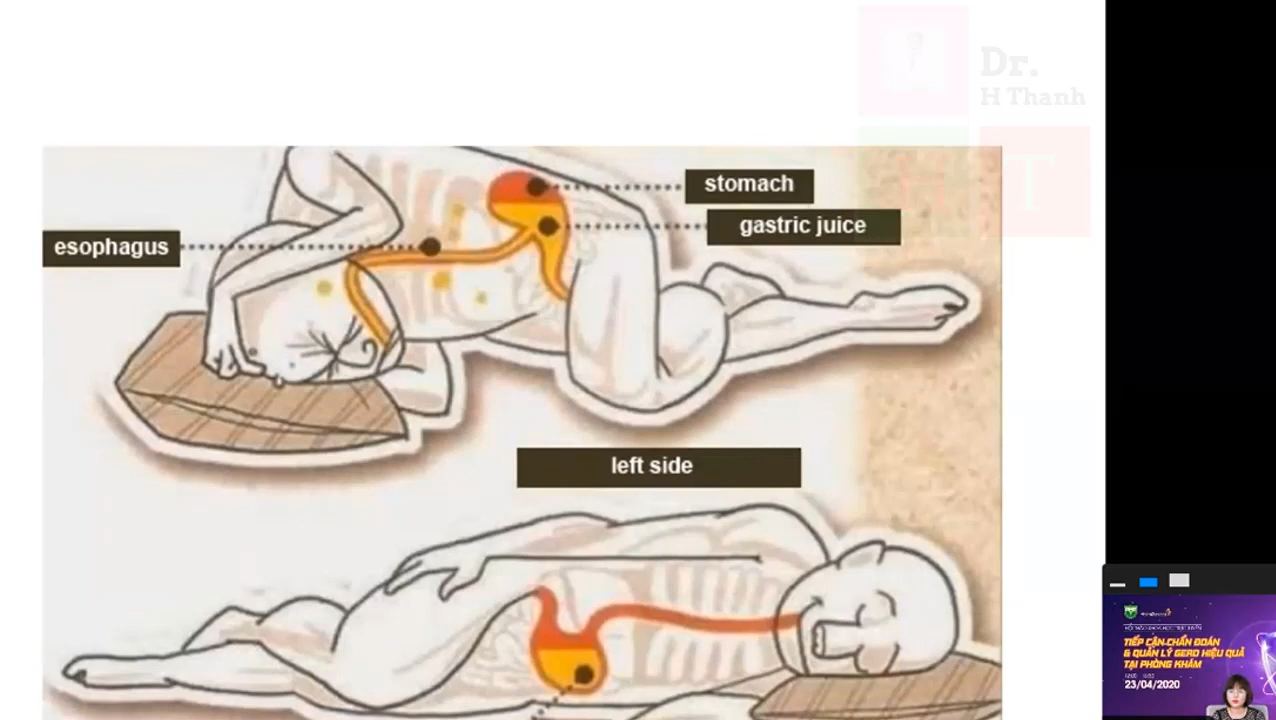 Dr.
H Thanh
T
stomach
gastric juice
esophagus
left side
TIẾP CẬN CHẨN ĐOÁN
& QUẢN LÝ GERD HIỆU QUẢ
TẠI PHÒNG KHÁM
23/04/2020